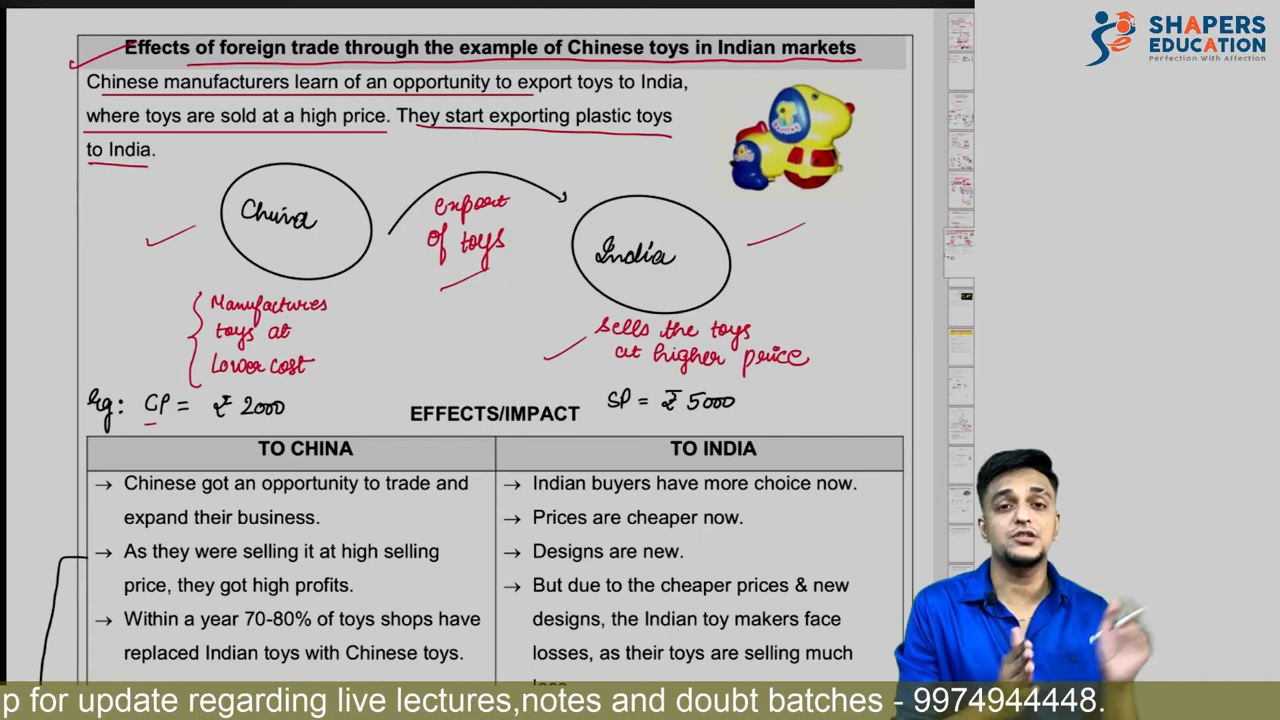 SHAPERS
EDUCATION
Perfection With Affection
Effects of foreign trade through the example of Chinese toys in Indian markets
Chinese manufacturers learn of an opportunity to export toys to India,
where toys are sold at a high price. They start exporting plastic toys
to India.
China
export
of toys
India
Manufactures
toys at
Lower cost
Sells the toys
at higher price
Eg: CP = ₹ 2000
SP = ₹ 5000
EFFECTS/IMPACT
TO CHINA
→ Chinese got an opportunity to trade and
expand their business.
→ As they were selling it at high selling
price, they got high profits.
→ Within a year 70-80% of toys shops have
replaced Indian toys with Chinese toys.
TO INDIA
→ Indian buyers have more choice now.
→ Prices are cheaper now.
→ Designs are new.
→ But due to the cheaper prices & new
designs, the Indian toy makers face
losses, as their toys are selling much
p for update regarding live lectures,notes and doubt batches - 9974944448.